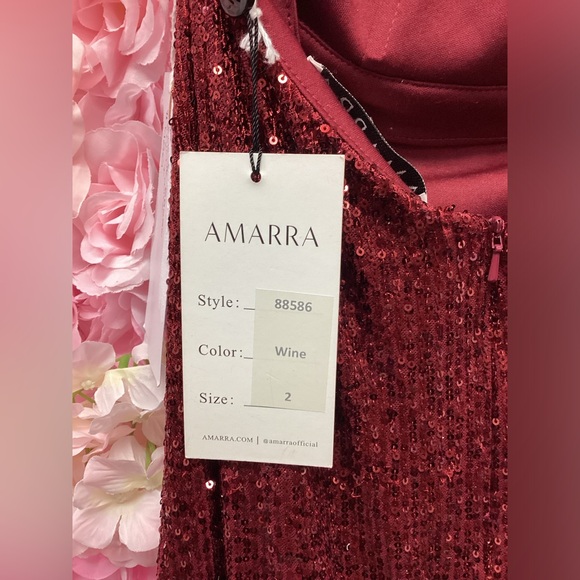 AMARRA
Style: 88586
Color: Wine
Size: 2
AMARRA.COM | @amarraofficial